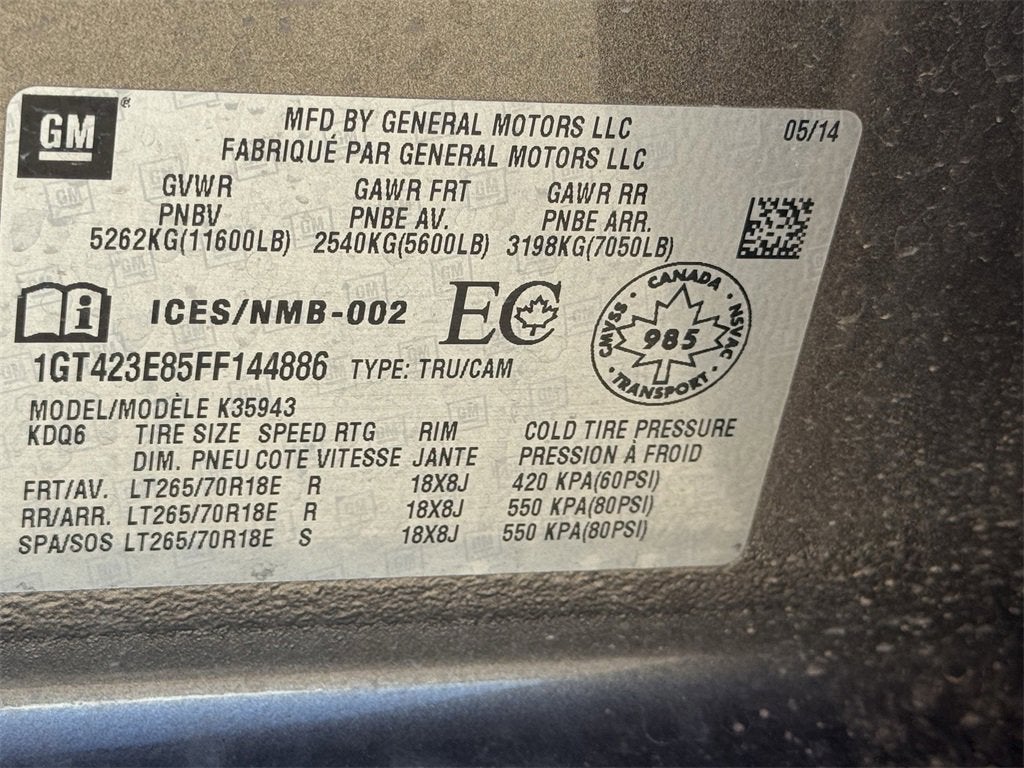 GM ®
MFD BY GENERAL MOTORS LLC 05/14
FABRIQUÉ PAR GENERAL MOTORS LLC
GVWR GAWR FRT GAWR RR
PNBV PNBE AV. PNBE ARR.
5262KG(11600LB) 2540KG(5600LB) 3198KG(7050LB)
i ICES/NMB-002 EC
CANADA
CMVSS 985 NSVAC
TRANSPORT
1GT423E85FF144886 TYPE: TRU/CAM
MODEL/MODÈLE K35943
KDQ6 TIRE SIZE SPEED RTG RIM COLD TIRE PRESSURE
DIM. PNEU COTE VITESSE JANTE PRESSION À FROID
FRT/AV. LT265/70R18E R 18X8J 420 KPA(60PSI)
RR/ARR. LT265/70R18E R 18X8J 550 KPA(80PSI)
SPA/SOS LT265/70R18E S 18X8J 550 KPA(80PSI)